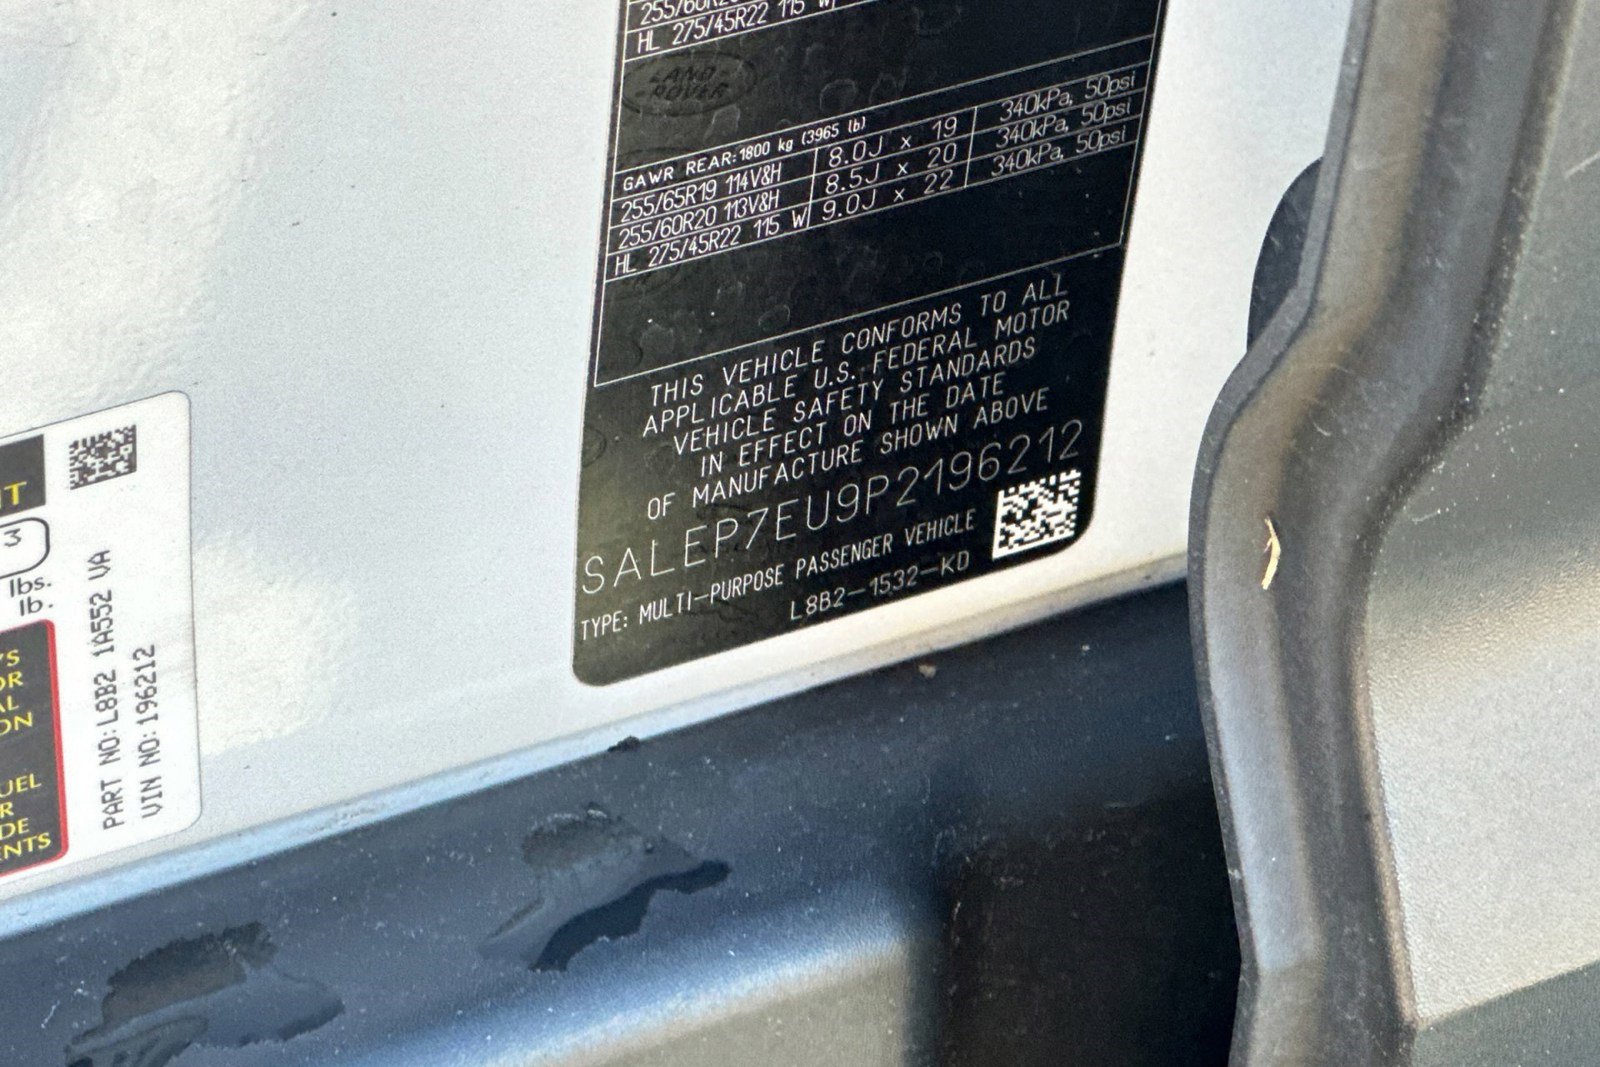 255/60R20
HL 275/45R22 115 W
LAND
ROVER
GAWR REAR:1800 kg (3965 lb)
255/65R19 114V&H 8.0J x 19 340kPa, 50psi
255/60R20 113V&H 8.5J x 20 340kPa, 50psi
HL 275/45R22 115 W 9.0J x 22 340kPa, 50psi
THIS VEHICLE CONFORMS TO ALL
APPLICABLE U.S. FEDERAL MOTOR
VEHICLE SAFETY STANDARDS
IN EFFECT ON THE DATE
OF MANUFACTURE SHOWN ABOVE
SALEP7EU9P2196212
TYPE: MULTI-PURPOSE PASSENGER VEHICLE
L8B2-1532-KD
3
lbs.
lb.
UEL
PART NO:L8B2 1A552 VA
VIN NO:196212